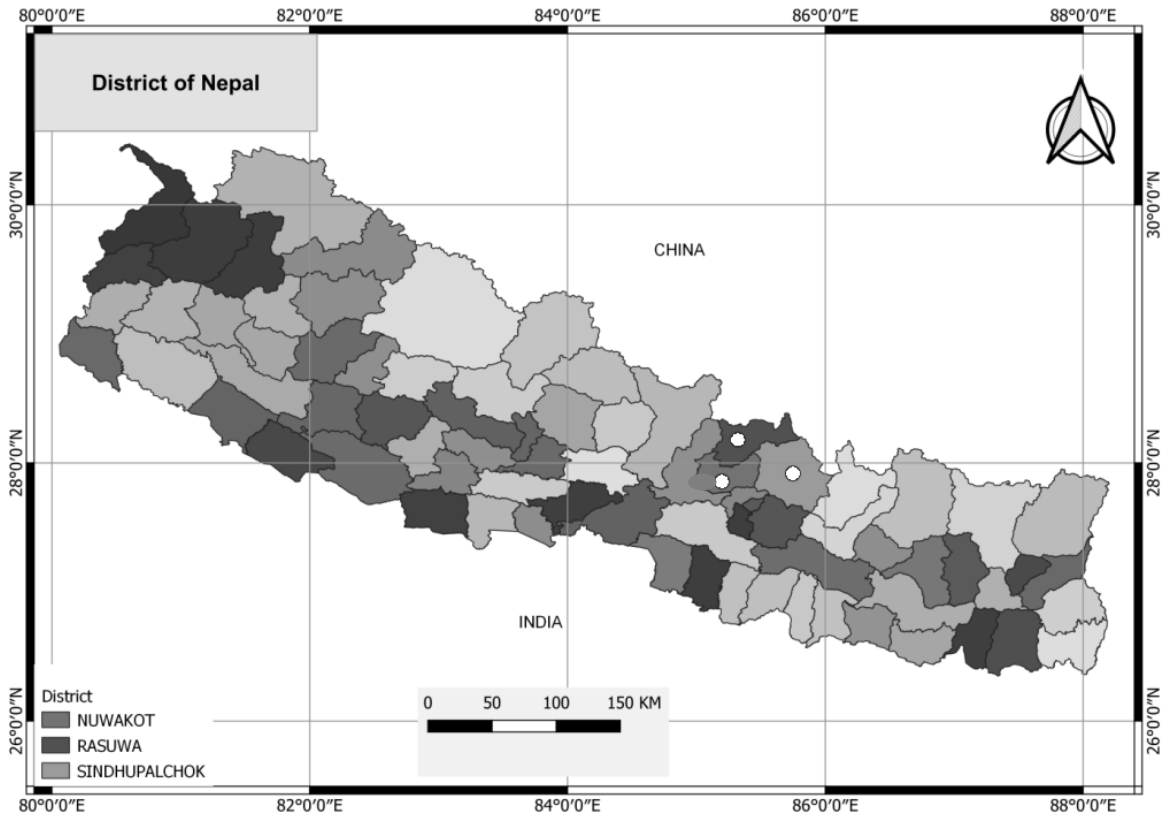 80°0′0″E 82°0′0″E 84°0′0″E 86°0′0″E 88°0′0″E
District of Nepal
30°0′0″N 30°0′0″N
CHINA
28°0′0″N 28°0′0″N
INDIA
District
NUWAKOT
RASUWA
SINDHUPALCHOK
0 50 100 150 KM
26°0′0″N 26°0′0″N
80°0′0″E 82°0′0″E 84°0′0″E 86°0′0″E 88°0′0″E